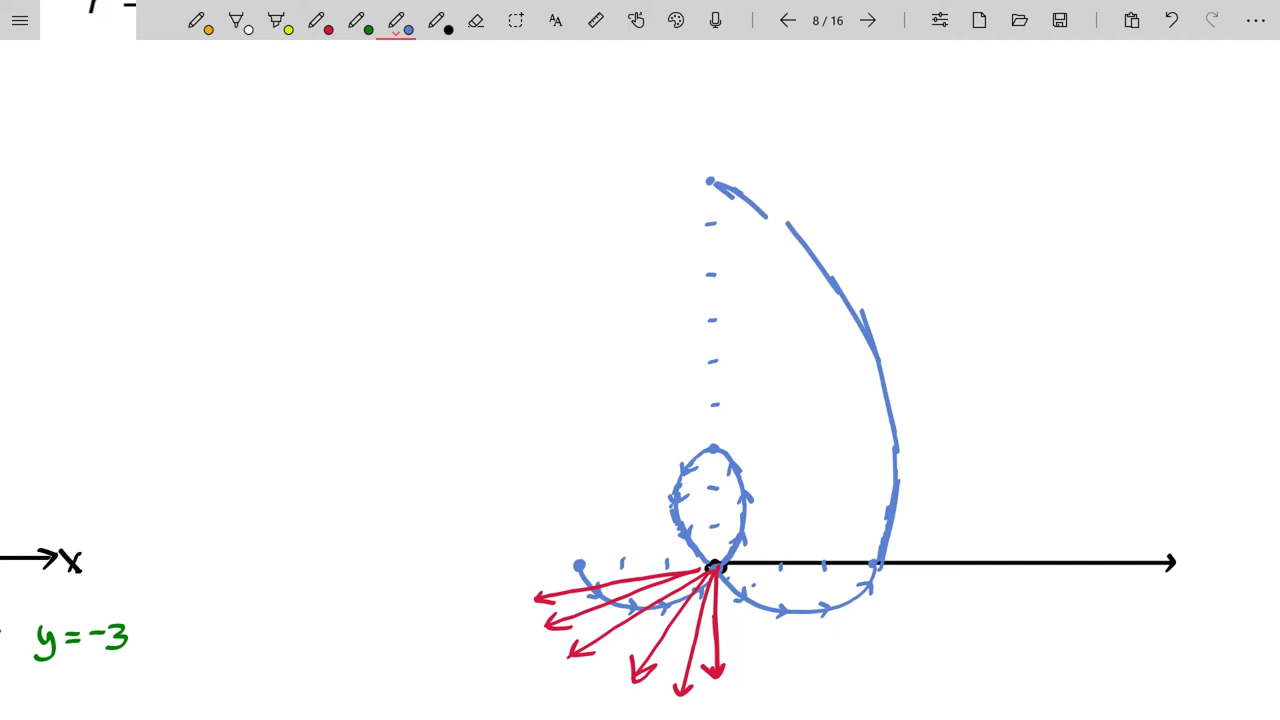 8 / 16
x
y = -3